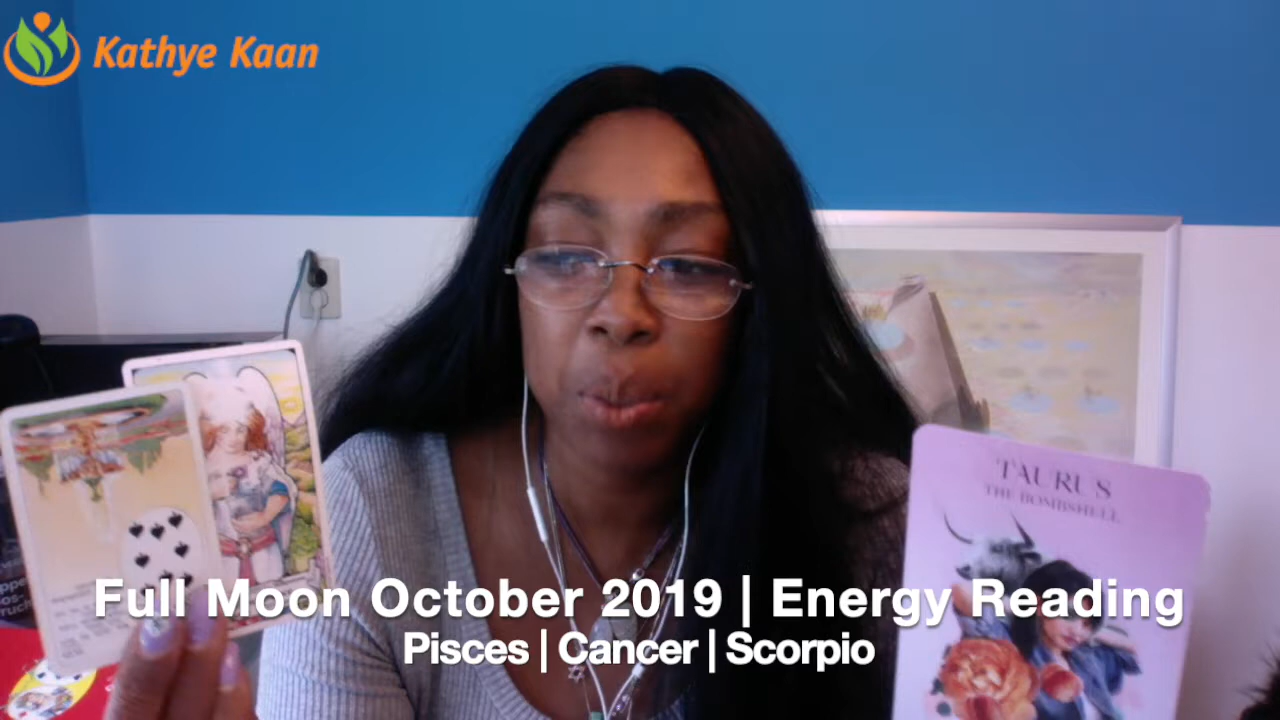 Kathye Kaan
TAURUS
THE BOMBSHELL
Full Moon October 2019 | Energy Reading
Pisces | Cancer | Scorpio